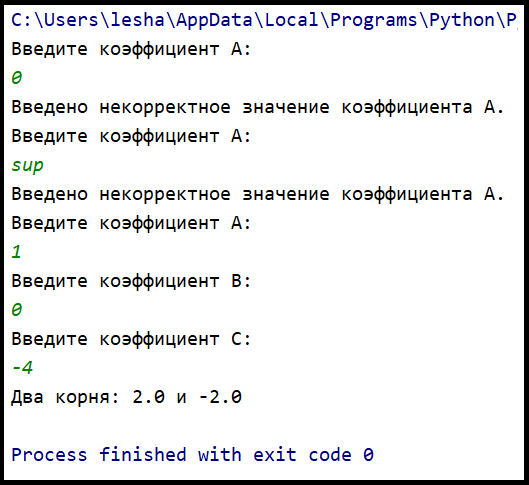 C:\Users\lesha\AppData\Local\Programs\Python\P
Введите коэффициент A:
0
Введено некорректное значение коэффициента A.
Введите коэффициент A:
sup
Введено некорректное значение коэффициента A.
Введите коэффициент A:
1
Введите коэффициент B:
0
Введите коэффициент C:
-4
Два корня: 2.0 и -2.0
Process finished with exit code 0